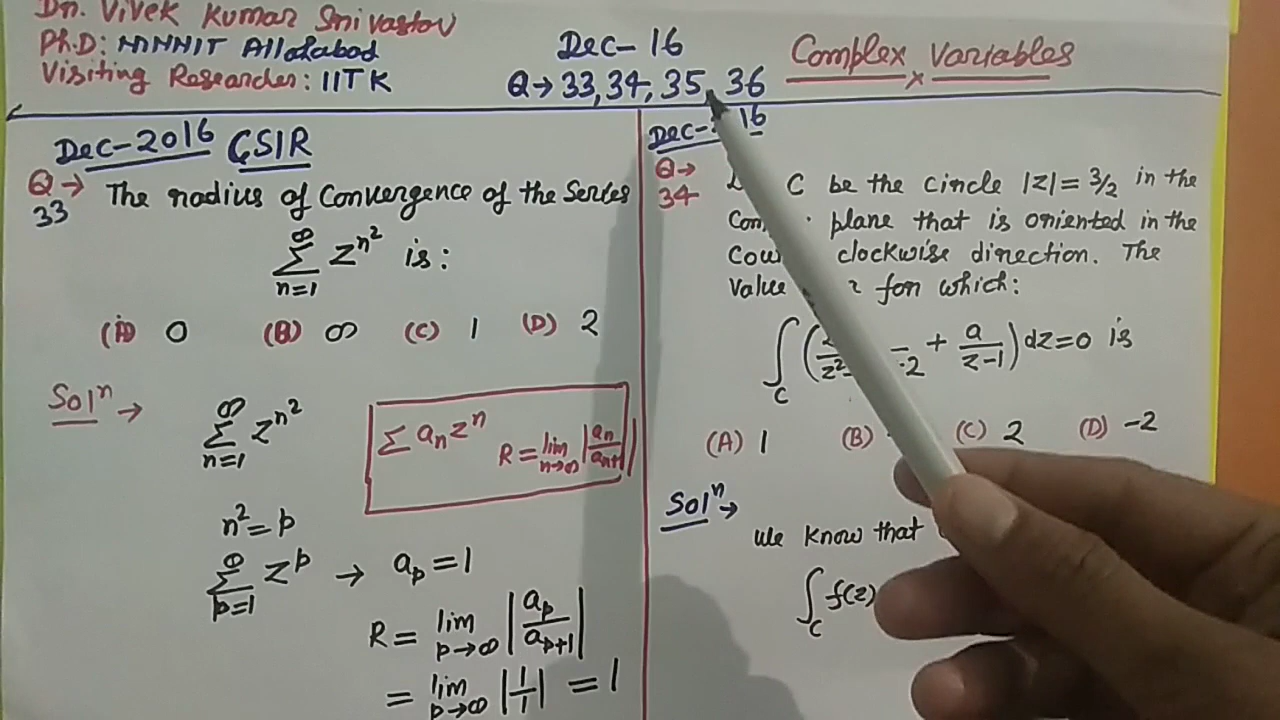 Dr. Vivek Kumar Srivastav
Ph.D: MNNIT Allahabad
Visiting Researcher: IITK
Dec-16
Q→33,34,35,36
Complex Variables
Dec-2016 CSIR
Q→
33
The radius of Convergence of the Series
∞ ∑ n=1 z^n² is:
(A) 0 (B) ∞ (C) 1 (D) 2
Solⁿ→
∞ ∑ n=1 z^n²
∑ aₙzⁿ
R = lim n→∞ |aₙ/aₙ₊₁|
n²=p
∞ ∑ p=1 z^p → a_p=1
R = lim p→∞ |a_p/a_p+1|
= lim p→∞ |1/1| = 1
Dec- 16
Q→
34
C be the circle |z|=3/2 in the
plane that is oriented in the
clockwise direction. The
Value for which:
∫_C ( + a/z-1) dz=0 is
(A) 1 (B) (C) 2 (D) -2
Solⁿ→
We know that
∫_C f(z)